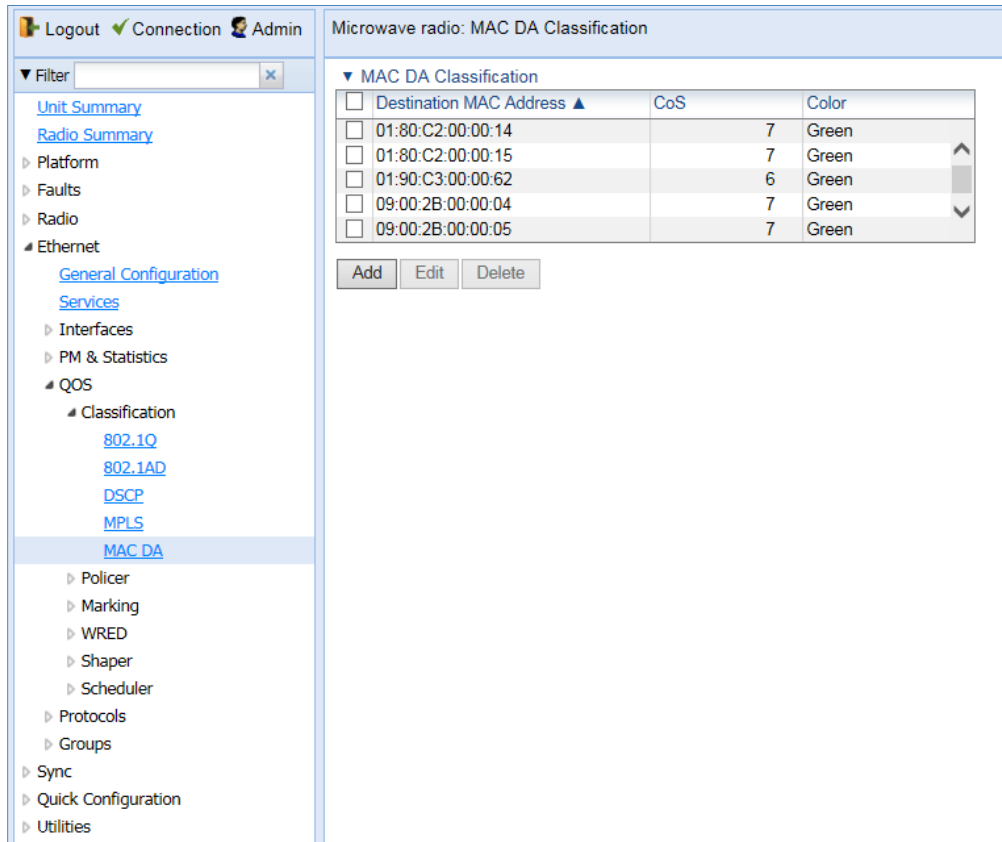 Logout Connection Admin
Microwave radio: MAC DA Classification
Filter
Unit Summary
Radio Summary
Platform
Faults
Radio
Ethernet
General Configuration
Services
Interfaces
PM & Statistics
QOS
Classification
802.1Q
802.1AD
DSCP
MPLS
MAC DA
Policer
Marking
WRED
Shaper
Scheduler
Protocols
Groups
Sync
Quick Configuration
Utilities
MAC DA Classification
Destination MAC Address ▲ CoS Color
01:80:C2:00:00:14 7 Green
01:80:C2:00:00:15 7 Green
01:90:C3:00:00:62 6 Green
09:00:2B:00:00:04 7 Green
09:00:2B:00:00:05 7 Green
Add Edit Delete